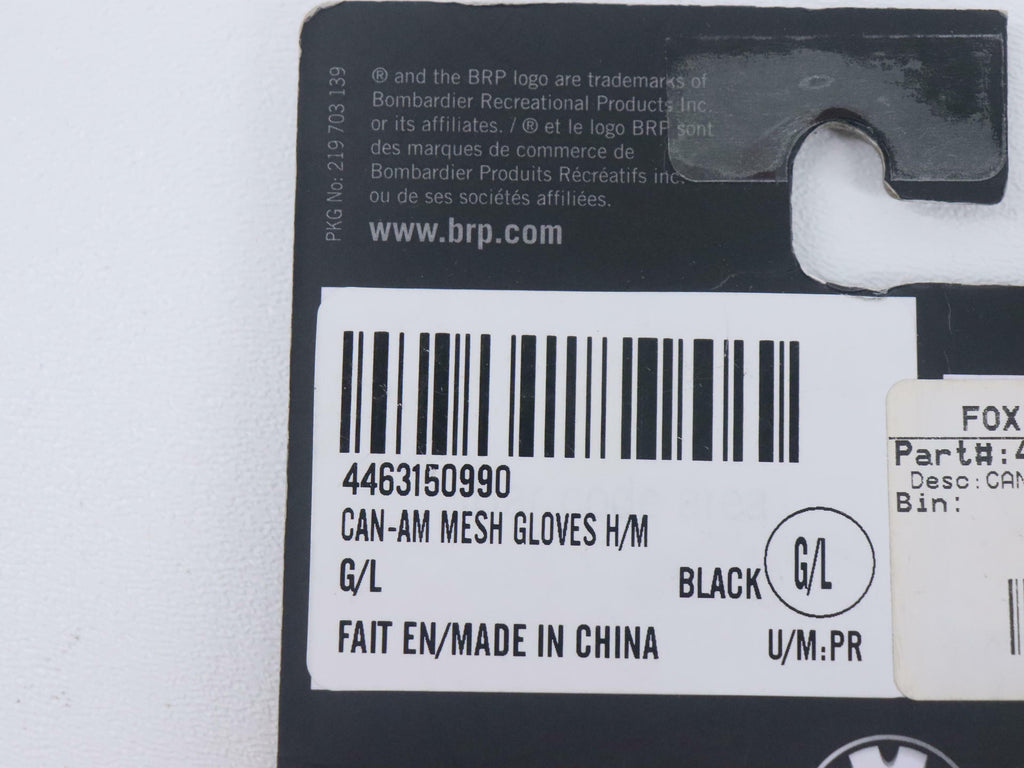 PKG No: 219 703 139
® and the BRP logo are trademarks of
Bombardier Recreational Products Inc.
or its affiliates. / ® et le logo BRP sont
des marques de commerce de
Bombardier Produits Récréatifs inc.
ou de ses sociétés affiliées.
www.brp.com
4463150990
CAN-AM MESH GLOVES H/M
G/L
BLACK G/L
FAIT EN/MADE IN CHINA
U/M:PR
FOX
Part#:4
Desc:CAN
Bin: